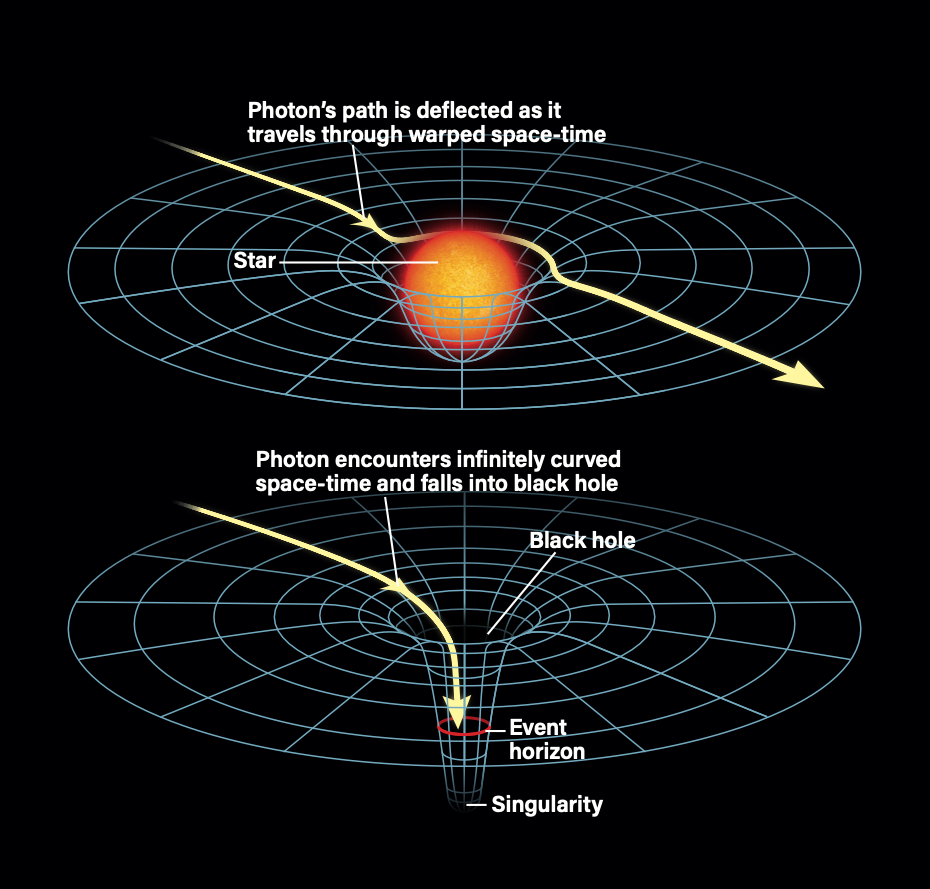 Photon’s path is deflected as it
travels through warped space-time
Star
Photon encounters infinitely curved
space-time and falls into black hole
Black hole
Event
horizon
Singularity